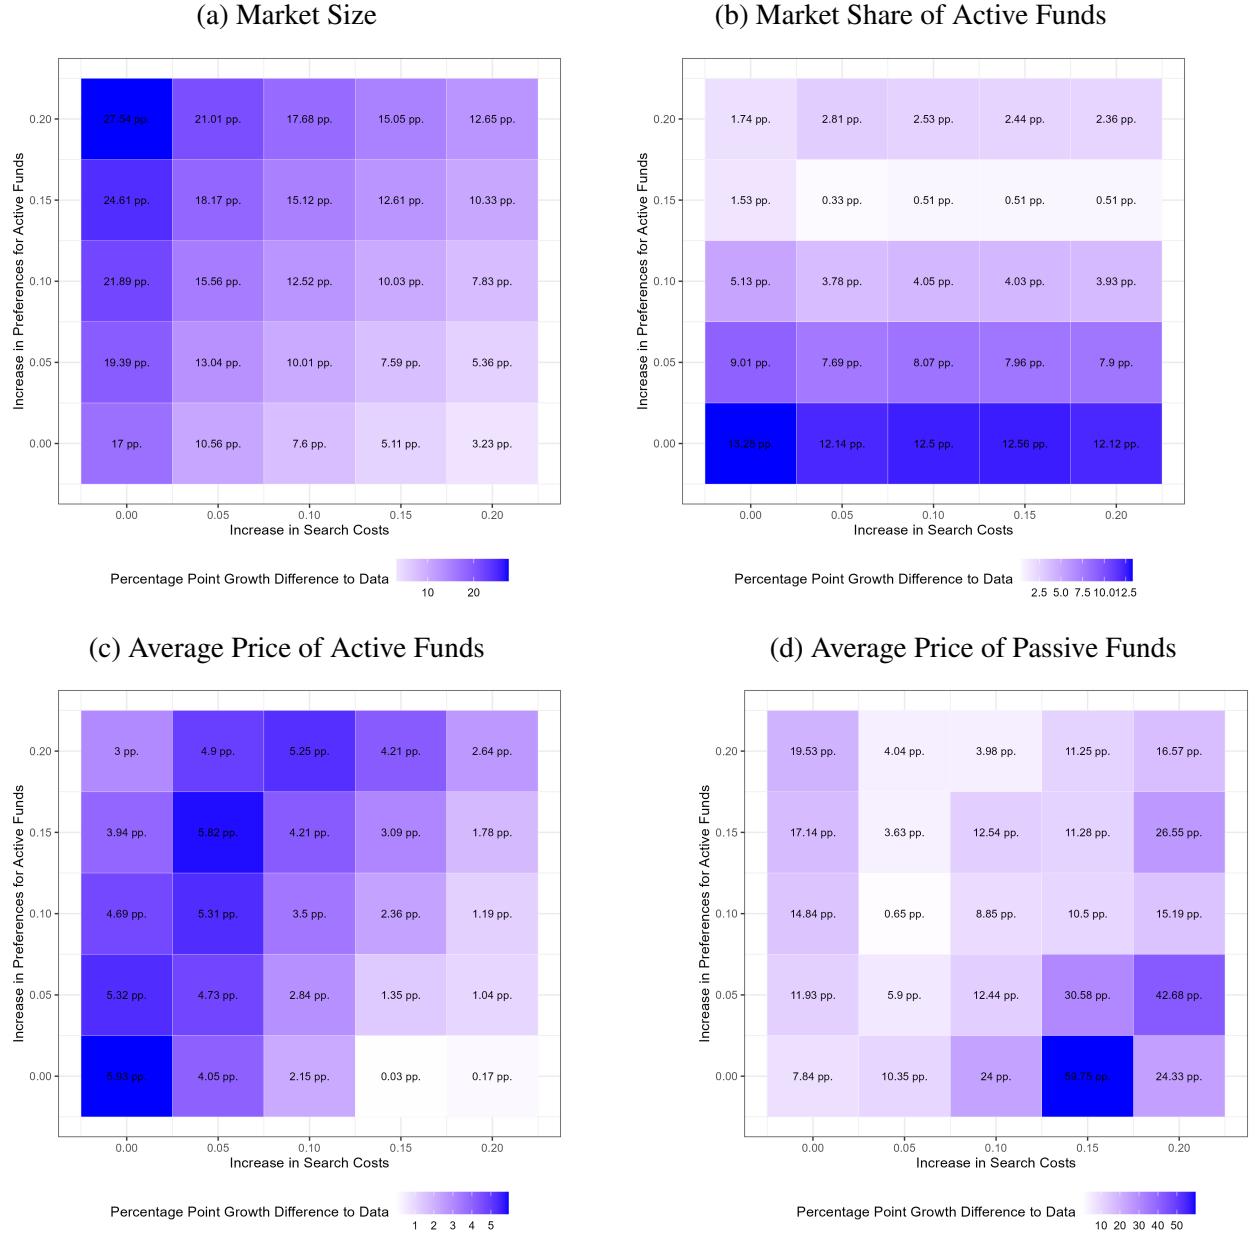 (a) Market Size
(b) Market Share of Active Funds
Increase in Preferences for Active Funds
0.20
27.54 pp.
21.01 pp.
17.68 pp.
15.05 pp.
12.65 pp.
0.15
24.61 pp.
18.17 pp.
15.12 pp.
12.61 pp.
10.33 pp.
0.10
21.89 pp.
15.56 pp.
12.52 pp.
10.03 pp.
7.83 pp.
0.05
19.39 pp.
13.04 pp.
10.01 pp.
7.59 pp.
5.36 pp.
0.00
17 pp.
10.56 pp.
7.6 pp.
5.11 pp.
3.23 pp.
0.00
0.05
0.10
0.15
0.20
Increase in Search Costs
Percentage Point Growth Difference to Data
10
20
Increase in Preferences for Active Funds
0.20
1.74 pp.
2.81 pp.
2.53 pp.
2.44 pp.
2.36 pp.
0.15
1.53 pp.
0.33 pp.
0.51 pp.
0.51 pp.
0.51 pp.
0.10
5.13 pp.
3.78 pp.
4.05 pp.
4.03 pp.
3.93 pp.
0.05
9.01 pp.
7.69 pp.
8.07 pp.
7.96 pp.
7.9 pp.
0.00
13.26 pp.
12.14 pp.
12.5 pp.
12.56 pp.
12.12 pp.
0.00
0.05
0.10
0.15
0.20
Increase in Search Costs
Percentage Point Growth Difference to Data
2.5
5.0
7.5
10.0
12.5
(c) Average Price of Active Funds
(d) Average Price of Passive Funds
Increase in Preferences for Active Funds
0.20
3 pp.
4.9 pp.
5.25 pp.
4.21 pp.
2.64 pp.
0.15
3.94 pp.
5.82 pp.
4.21 pp.
3.09 pp.
1.78 pp.
0.10
4.69 pp.
5.31 pp.
3.5 pp.
2.36 pp.
1.19 pp.
0.05
5.32 pp.
4.73 pp.
2.84 pp.
1.35 pp.
1.04 pp.
0.00
5.93 pp.
4.05 pp.
2.15 pp.
0.03 pp.
0.17 pp.
0.00
0.05
0.10
0.15
0.20
Increase in Search Costs
Percentage Point Growth Difference to Data
1
2
3
4
5
Increase in Preferences for Active Funds
0.20
19.53 pp.
4.04 pp.
3.98 pp.
11.25 pp.
16.57 pp.
0.15
17.14 pp.
3.63 pp.
12.54 pp.
11.28 pp.
26.55 pp.
0.10
14.84 pp.
0.65 pp.
8.85 pp.
10.5 pp.
15.19 pp.
0.05
11.93 pp.
5.9 pp.
12.44 pp.
30.58 pp.
42.68 pp.
0.00
7.84 pp.
10.35 pp.
24 pp.
59.75 pp.
24.33 pp.
0.00
0.05
0.10
0.15
0.20
Increase in Search Costs
Percentage Point Growth Difference to Data
10
20
30
40
50